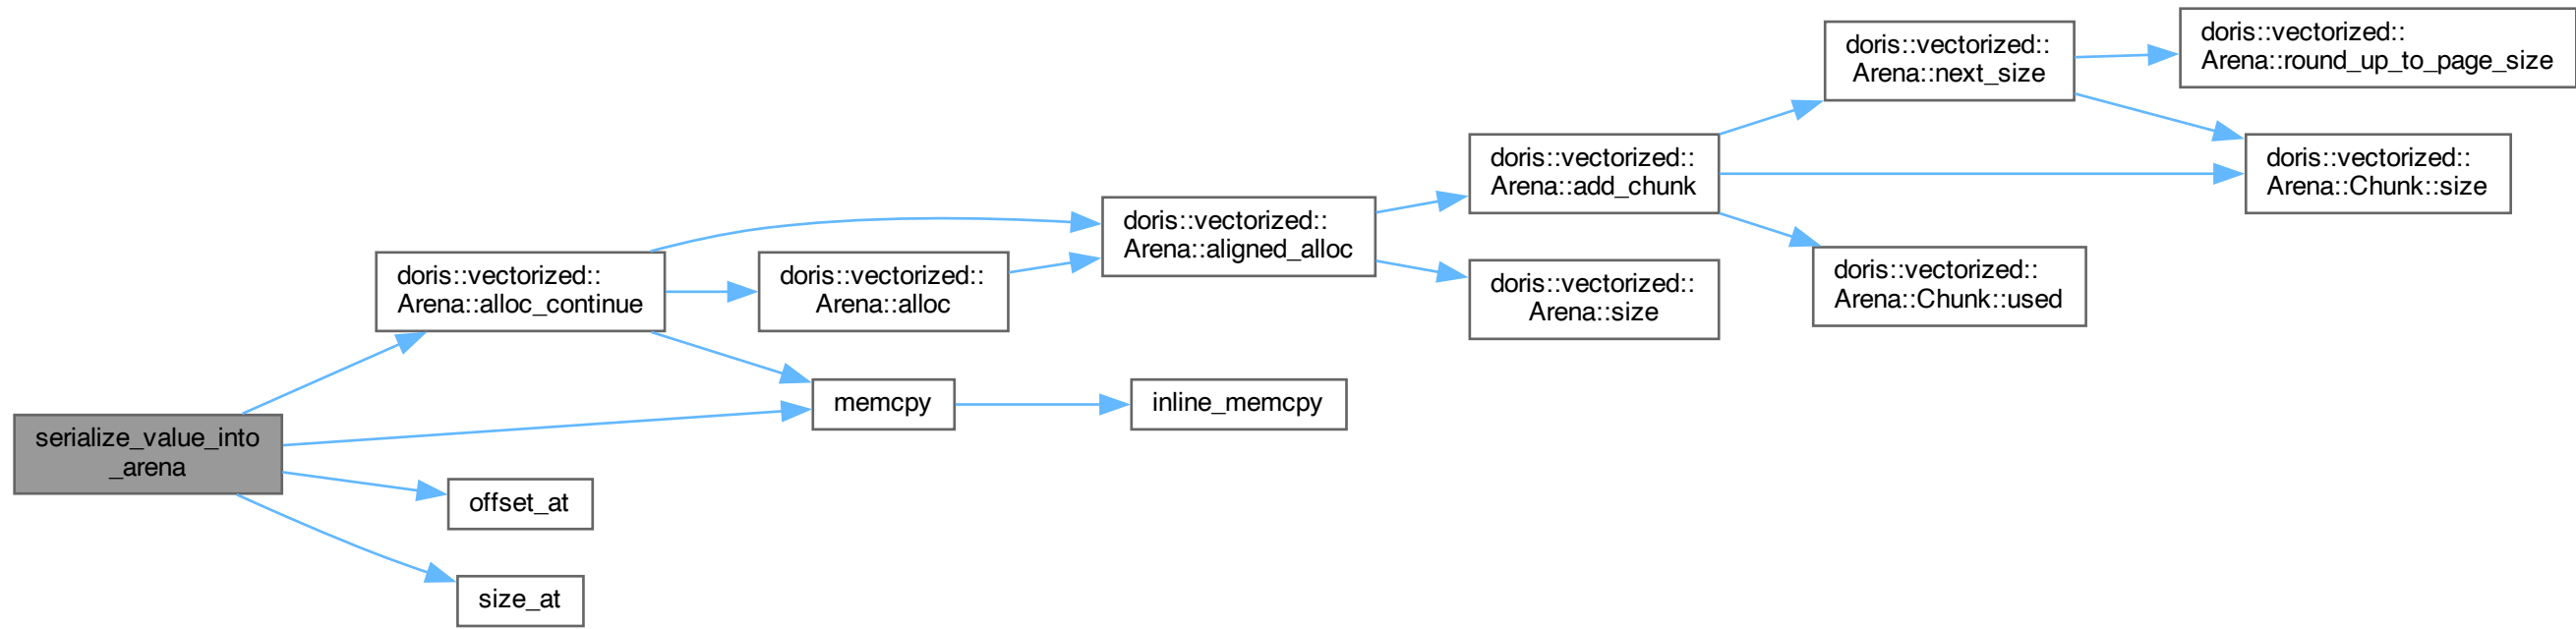 serialize_value_into
_arena
doris::vectorized::
Arena::alloc_continue
doris::vectorized::
Arena::alloc
memcpy
offset_at
size_at
doris::vectorized::
Arena::aligned_alloc
inline_memcpy
doris::vectorized::
Arena::add_chunk
doris::vectorized::
Arena::size
doris::vectorized::
Arena::next_size
doris::vectorized::
Arena::Chunk::used
doris::vectorized::
Arena::round_up_to_page_size
doris::vectorized::
Arena::Chunk::size